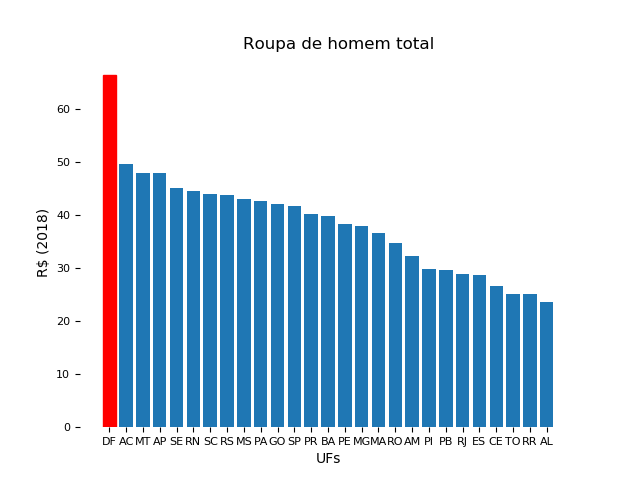 Roupa de homem total
R$ (2018)
60
50
40
30
20
10
0
DF AC MT AP SE RN SC RS MS PA GO SP PR BA PE MG MA RO AM PI PB RJ ES CE TO RR AL
UFs